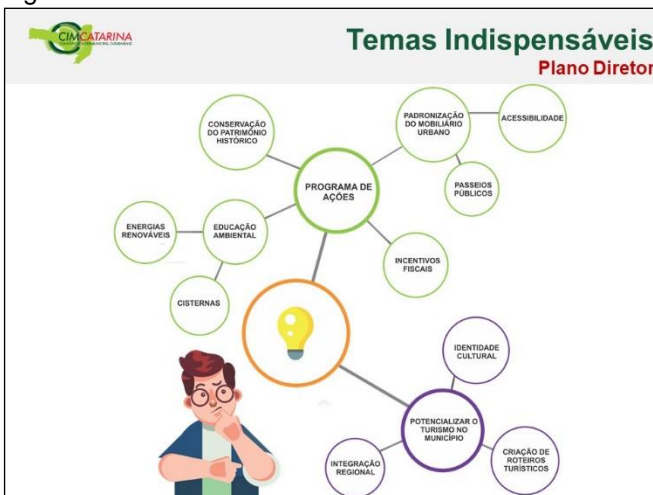 CIMCATARINA
Temas Indispensáveis
Plano Diretor
CONSERVAÇÃO
DO PATRIMÔNIO
HISTÓRICO
PADRONIZAÇÃO
DO MOBILIÁRIO
URBANO
ACESSIBILIDADE
PROGRAMA DE
AÇÕES
PASSEIOS
PÚBLICOS
ENERGIAS
RENOVÁVEIS
EDUCAÇÃO
AMBIENTAL
INCENTIVOS
FISCAIS
CISTERNAS
IDENTIDADE
CULTURAL
POTENCIALIZAR O
TURISMO NO
MUNICÍPIO
INTEGRAÇÃO
REGIONAL
CRIAÇÃO DE
ROTEIROS
TURÍSTICOS